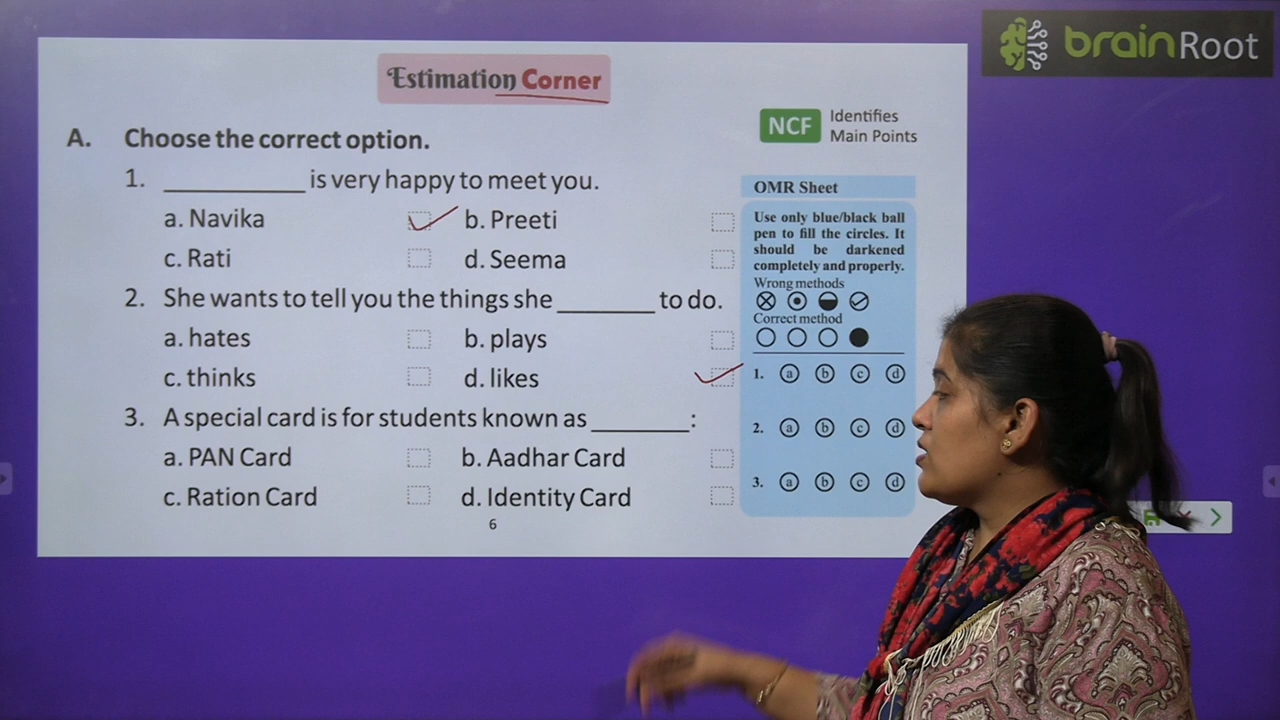 brainRoot
Estimation Corner
NCF Identifies
Main Points
A. Choose the correct option.
1. __________ is very happy to meet you.
a. Navika b. Preeti
c. Rati d. Seema
2. She wants to tell you the things she _______ to do.
a. hates b. plays
c. thinks d. likes
3. A special card is for students known as _______:
a. PAN Card b. Aadhar Card
c. Ration Card d. Identity Card
6
OMR Sheet
Use only blue/black ball
pen to fill the circles. It
should be darkened
completely and properly.
Wrong methods
Correct method
1. a b c d
2. a b c d
3. a b c d